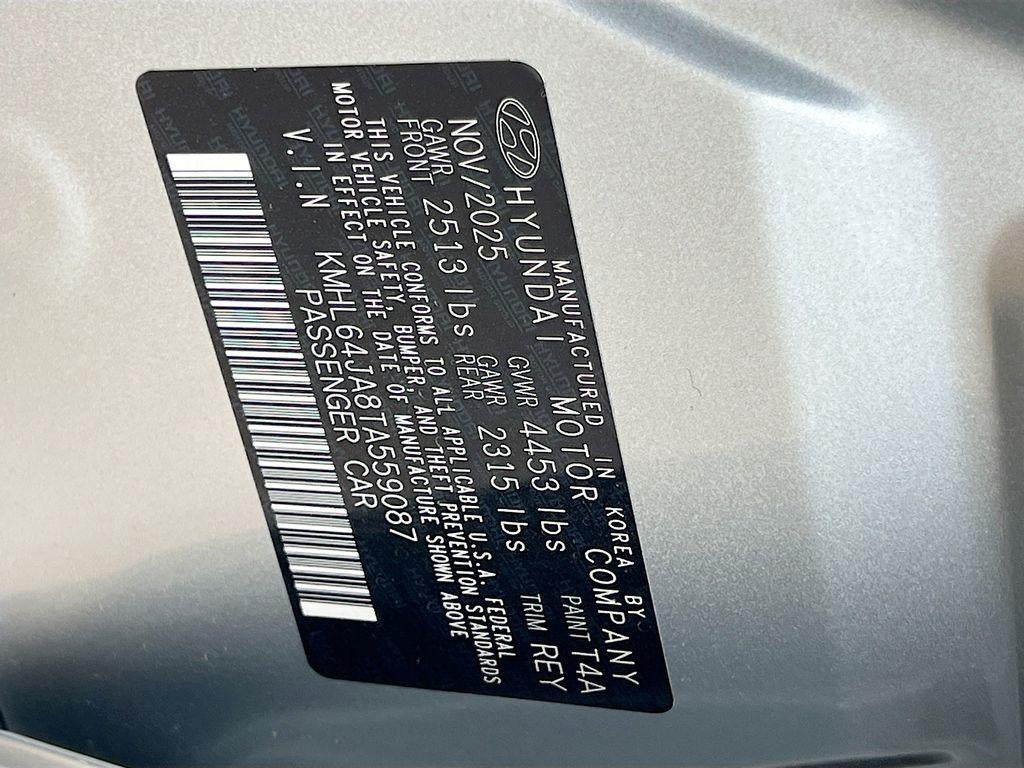 MANUFACTURED IN KOREA BY
HYUNDAI MOTOR COMPANY
NOV/2025 GVWR 4453 lbs PAINT T4A
GAWR FRONT 2513 lbs GAWR REAR 2315 lbs TRIM REY
THIS VEHICLE CONFORMS TO ALL APPLICABLE U.S.A. FEDERAL
MOTOR VEHICLE SAFETY, BUMPER, AND THEFT PREVENTION STANDARDS
IN EFFECT ON THE DATE OF MANUFACTURE SHOWN ABOVE
V.I.N KMHL64JA8TA559087
PASSENGER CAR